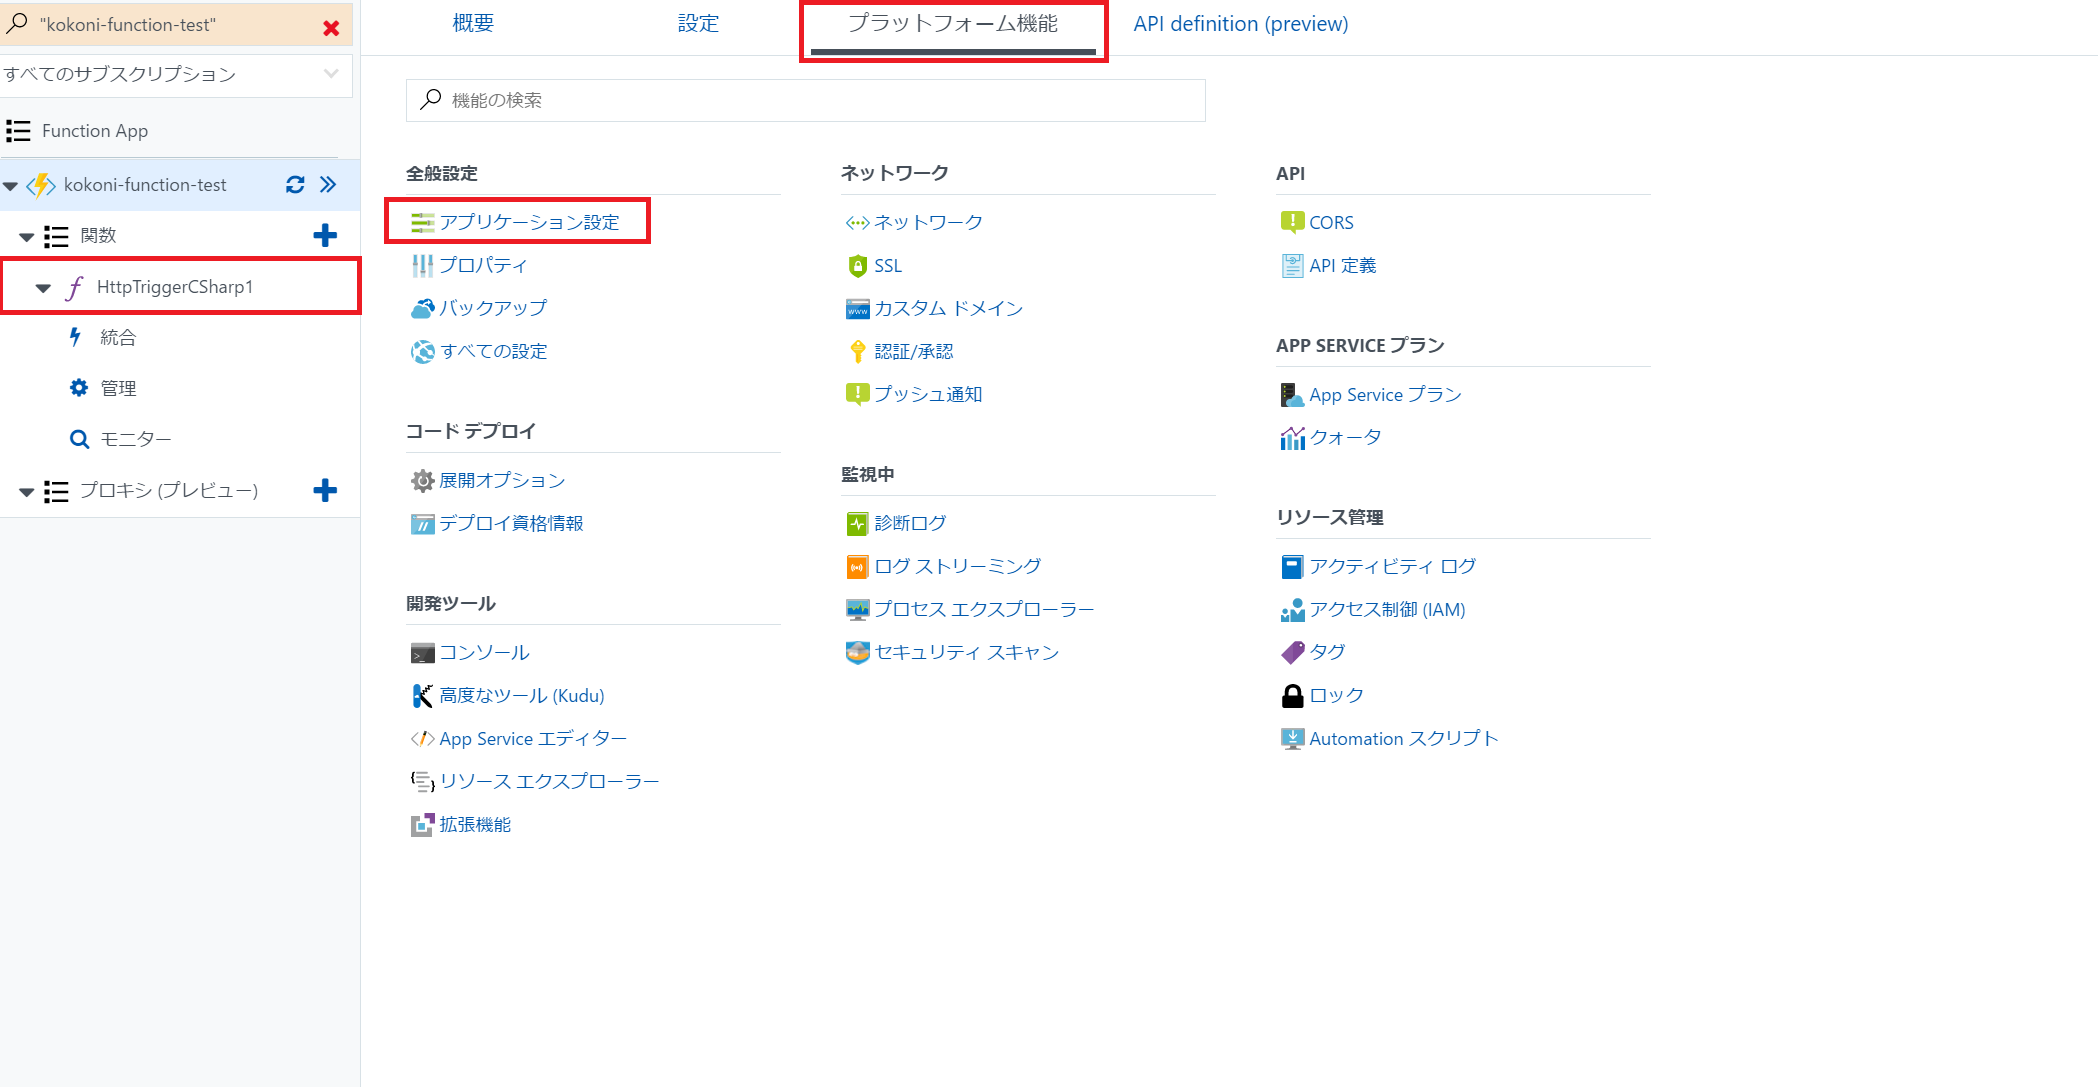 "kokoni-function-test"
すべてのサブスクリプション
Function App
kokoni-function-test
関数
HttpTriggerCSharp1
統合
管理
モニター
プロキシ (プレビュー)
概要
設定
プラットフォーム機能
API definition (preview)
機能の検索
全般設定
アプリケーション設定
プロパティ
バックアップ
すべての設定
コード デプロイ
展開オプション
デプロイ資格情報
開発ツール
コンソール
高度なツール (Kudu)
App Service エディター
リソース エクスプローラー
拡張機能
ネットワーク
ネットワーク
SSL
カスタム ドメイン
認証/承認
プッシュ通知
監視中
診断ログ
ログ ストリーミング
プロセス エクスプローラー
セキュリティ スキャン
API
CORS
API 定義
APP SERVICE プラン
App Service プラン
クォータ
リソース管理
アクティビティ ログ
アクセス制御 (IAM)
タグ
ロック
Automation スクリプト